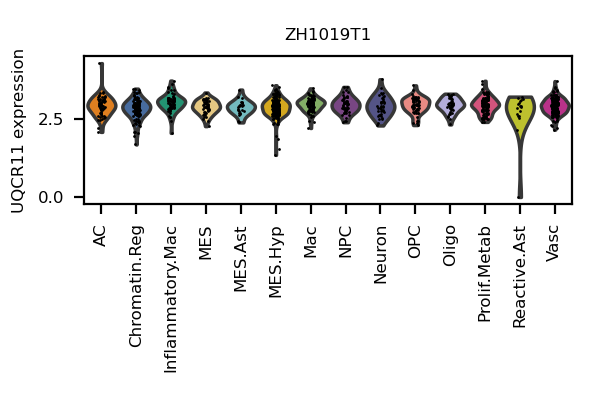 ZH1019T1
UQCR11 expression
2.5
0.0
AC
Chromatin.Reg
Inflammatory.Mac
MES
MES.Ast
MES.Hyp
Mac
NPC
Neuron
OPC
Oligo
Prolif.Metab
Reactive.Ast
Vasc